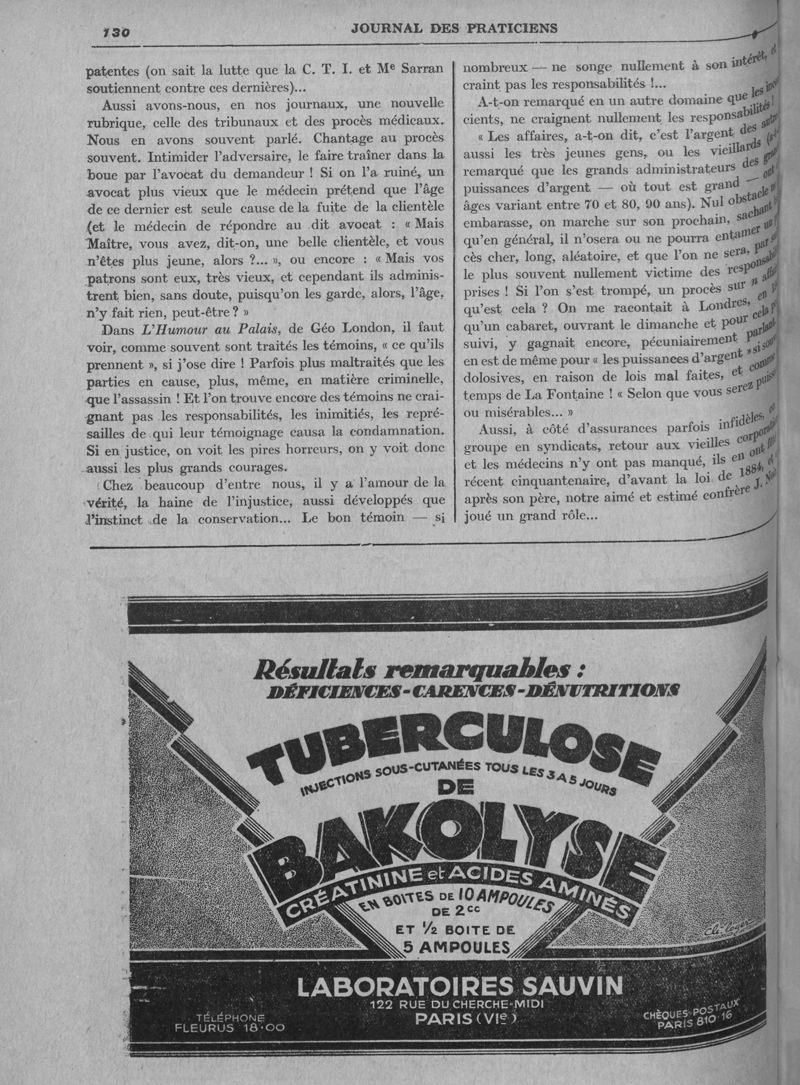 130
JOURNAL DES PRATICIENS
patentes (on sait la lutte que la C. T. I. et Mᵉ Sarran
soutiennent contre ces dernières)...
Aussi avons-nous, en nos journaux, une nouvelle
rubrique, celle des tribunaux et des procès médicaux.
Nous en avons souvent parlé. Chantage au procès
souvent. Intimider l'adversaire, le faire traîner dans la
boue par l'avocat du demandeur ! Si on l'a ruiné, un
avocat plus vieux que le médecin prétend que l'âge
de ce dernier est seule cause de la fuite de la clientèle
(et le médecin de répondre au dit avocat : « Mais
Maître, vous avez, dit-on, une belle clientèle, et vous
n'êtes plus jeune, alors ?... », ou encore : « Mais vos
patrons sont eux, très vieux, et cependant ils adminis-
trent bien, sans doute, puisqu'on les garde, alors, l'âge,
n'y fait rien, peut-être ? »
Dans L'Humour au Palais, de Géo London, il faut
voir, comme souvent sont traités les témoins, « ce qu'ils
prennent », si j'ose dire ! Parfois plus maltraités que les
parties en cause, plus, même, en matière criminelle,
que l'assassin ! Et l'on trouve encore des témoins ne crai-
gnant pas les responsabilités, les inimitiés, les repré-
sailles de qui leur témoignage causa la condamnation.
Si en justice, on voit les pires horreurs, on y voit donc
aussi les plus grands courages.
Chez beaucoup d'entre nous, il y a l'amour de la
vérité, la haine de l'injustice, aussi développés que
l'instinct de la conservation... Le bon témoin — si
nombreux — ne songe nullement à son intérêt, et
craint pas les responsabilités !...
A-t-on remarqué en un autre domaine que les
cients, ne craignent nullement les responsabilités !
« Les affaires, a-t-on dit, c'est l'argent des autres
aussi les très jeunes gens, ou les vieillards
remarqué que les grands administrateurs des
puissances d'argent — où tout est grand — ont
âges variant entre 70 et 80, 90 ans). Nul obstacle
embarasse, on marche sur son prochain, sachant
qu'en général, il n'osera ou ne pourra entamer un
cès cher, long, aléatoire, et que l'on ne sera, par
le plus souvent nullement victime des
prises ! Si l'on s'est trompé, un procès sur
qu'est cela ? On me racontait à Londres, en
qu'un cabaret, ouvrant le dimanche et pour cela
suivi, y gagnait encore, pécuniairement
en est de même pour « les puissances d'argent »
dolosives, en raison de lois mal faites, et comme
temps de La Fontaine ! « Selon que vous serez
ou misérables... »
Aussi, à côté d'assurances parfois infidèles,
groupe en syndicats, retour aux vieilles
et les médecins n'y ont pas manqué, ils en ont
récent cinquantenaire, d'avant la loi de 1884, et
après son père, notre aimé et estimé confrère J.
joué un grand rôle...
Résultats remarquables :
DÉFICIENCES - CARENCES - DÉNUTRITIONS
TUBERCULOSE
INJECTIONS SOUS-CUTANÉES TOUS LES 3 A 5 JOURS
DE
BAKOLYSE
CRÉATININE et ACIDES AMINÉS
EN BOITES DE 10 AMPOULES
DE 2cc
ET ½ BOITE DE
5 AMPOULES
LABORATOIRES SAUVIN
122 RUE DU CHERCHE-MIDI
PARIS (VIe)
TÉLÉPHONE
FLEURUS 18-00
CHÈQUES POSTAUX
PARIS 810 16